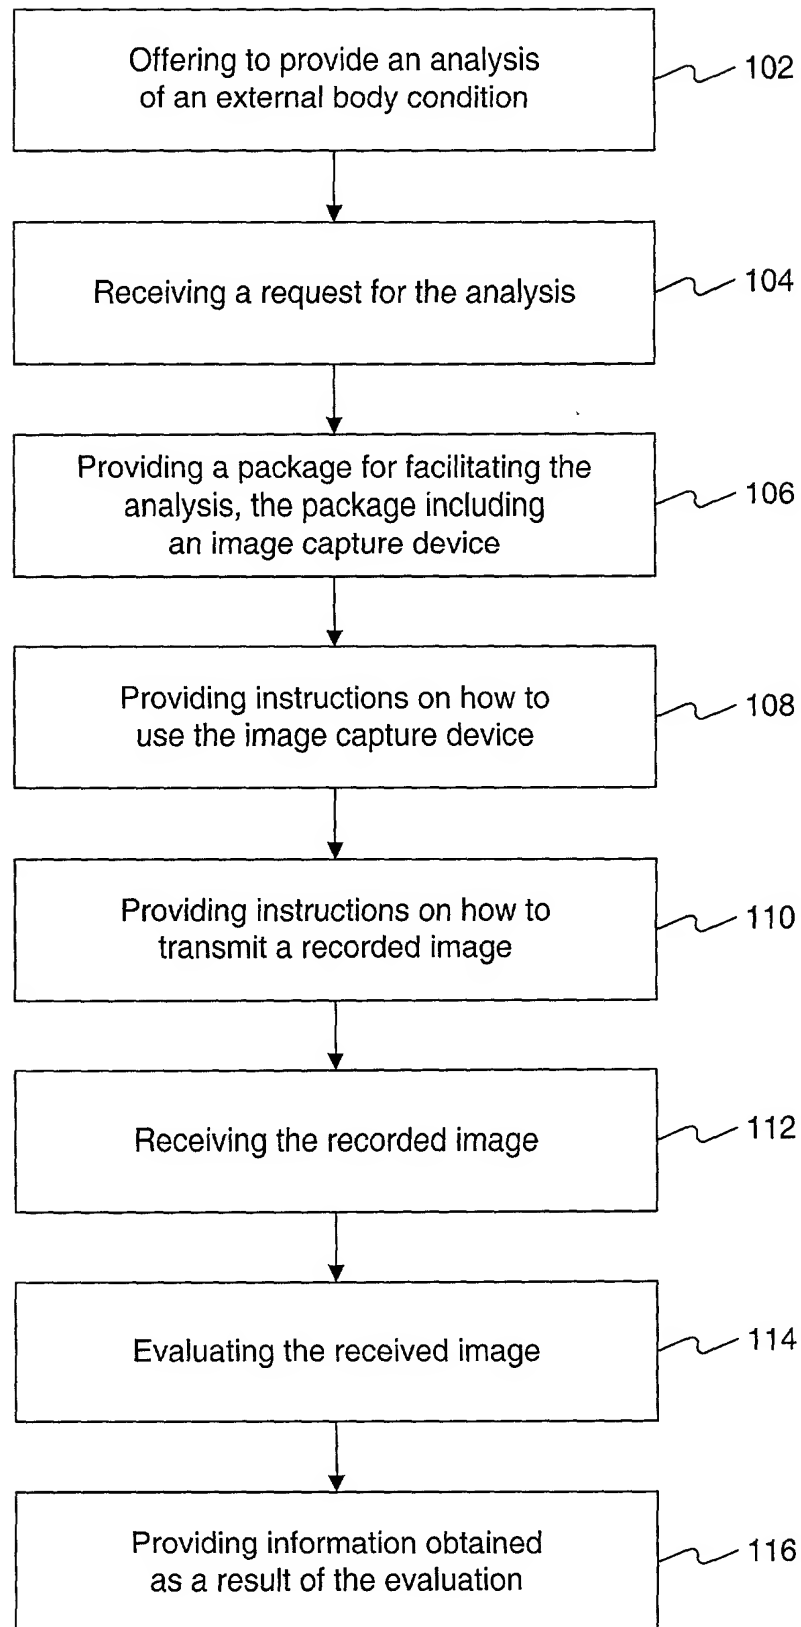 Offering to provide an analysis
of an external body condition
102
Receiving a request for the analysis
104
Providing a package for facilitating the
analysis, the package including
an image capture device
106
Providing instructions on how to
use the image capture device
108
Providing instructions on how to
transmit a recorded image
110
Receiving the recorded image
112
Evaluating the received image
114
Providing information obtained
as a result of the evaluation
116